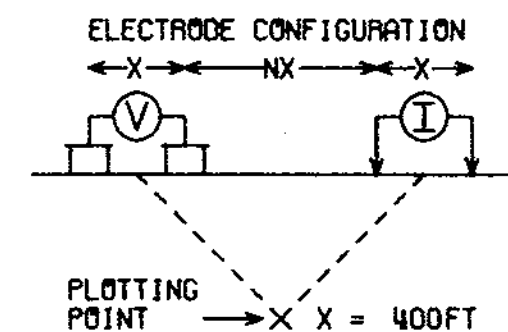 ELECTRODE CONFIGURATION
X NX X
V I
PLOTTING
POINT X X = 400FT